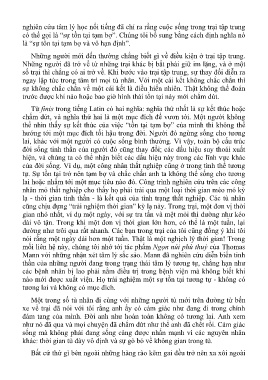 nghiên cứu tâm lý học nổi tiếng đã chỉ ra rằng cuộc sống trong trại tập trung
có thể gọi là “sự tồn tại tạm bợ”. Chúng tôi bổ sung bằng cách định nghĩa nó
là “sự tồn tại tạm bợ và vô hạn định”.
Những người mới đến thường chẳng biết gì về điều kiện ở trại tập trung.
Những người đã trở về từ những trại khác bị bắt phải giữ im lặng, và ở một
số trại thì chẳng có ai trở về. Khi bước vào trại tập trung, sự thay đổi diễn ra
ngay lập tức trong tâm trí mọi tù nhân. Với một cái kết không chắc chắn thì
sự không chắc chắn về một cái kết là điều hiển nhiên. Thật không thể đoán
trước được khi nào hoặc bao giờ hình thái tồn tại này mới chấm dứt.
Từ finis trong tiếng Latin có hai nghĩa: nghĩa thứ nhất là sự kết thúc hoặc
chấm dứt, và nghĩa thứ hai là một mục đích để vươn tới. Một người không
thể nhìn thấy sự kết thúc của “sự tồn tại tạm bợ” của mình thì không thể
hướng tới một mục đích tối hậu trong đời. Người đó ngừng sống cho tương
lai, khác với một người có cuộc sống bình thường. Vì vậy, toàn bộ cấu trúc
đời sống tinh thần của người đó cũng thay đổi; các dấu hiệu suy thoái xuất
hiện, và chúng ta có thể nhận biết các dấu hiệu này trong các lĩnh vực khác
của đời sống. Ví dụ, một công nhân thất nghiệp cũng ở trong tình thế tương
tự. Sự tồn tại trở nên tạm bợ và chắc chắn anh ta không thể sống cho tương
lai hoặc nhắm tới một mục tiêu nào đó. Công trình nghiên cứu trên các công
nhân mỏ thất nghiệp cho thấy họ phải trải qua một loại thời gian méo mó kỳ
lạ - thời gian tinh thần - là kết quả của tình trạng thất nghiệp. Các tù nhân
cũng chịu đựng “trải nghiệm thời gian” kỳ lạ này. Trong trại, một đơn vị thời
gian nhỏ nhất, ví dụ một ngày, với sự tra tấn và mệt mỏi thì dường như kéo
dài vô tận. Trong khi một đơn vị thời gian lớn hơn, có thể là một tuần, lại
dường như trôi qua rất nhanh. Các bạn trong trại của tôi cũng đồng ý khi tôi
nói rằng một ngày dài hơn một tuần. Thật là một nghịch lý thời gian! Trong
mối liên hệ này, chúng tôi nhớ tới tác phẩm Ngọn núi phù thuỷ của Thomas
Mann với những nhận xét tâm lý sắc sảo. Mann đã nghiên cứu diễn biến tinh
thần của những người đang trong trạng thái tâm lý tương tự, chẳng hạn như
các bệnh nhân bị lao phải nằm điều trị trong bệnh viện mà không biết khi
nào mới được xuất viện. Họ trải nghiệm một sự tồn tại tương tự - không có
tương lai và không có mục đích.
Một trong số tù nhân đi cùng với những người tù mới trên đường từ bến
xe về trại đã nói với tôi rằng anh ấy có cảm giác như đang đi trong chính
đám tang của mình. Đời anh như hoàn toàn không có tương lai. Anh xem
như nó đã qua và mọi chuyện đã chấm dứt như thể anh đã chết rồi. Cảm giác
sống mà không phải đang sống càng được nhấn mạnh vì các nguyên nhân
khác: thời gian tù đày vô định và sự gò bó về không gian trong tù.
Bất cứ thứ gì bên ngoài những hàng rào kẽm gai đều trở nên xa xôi ngoài